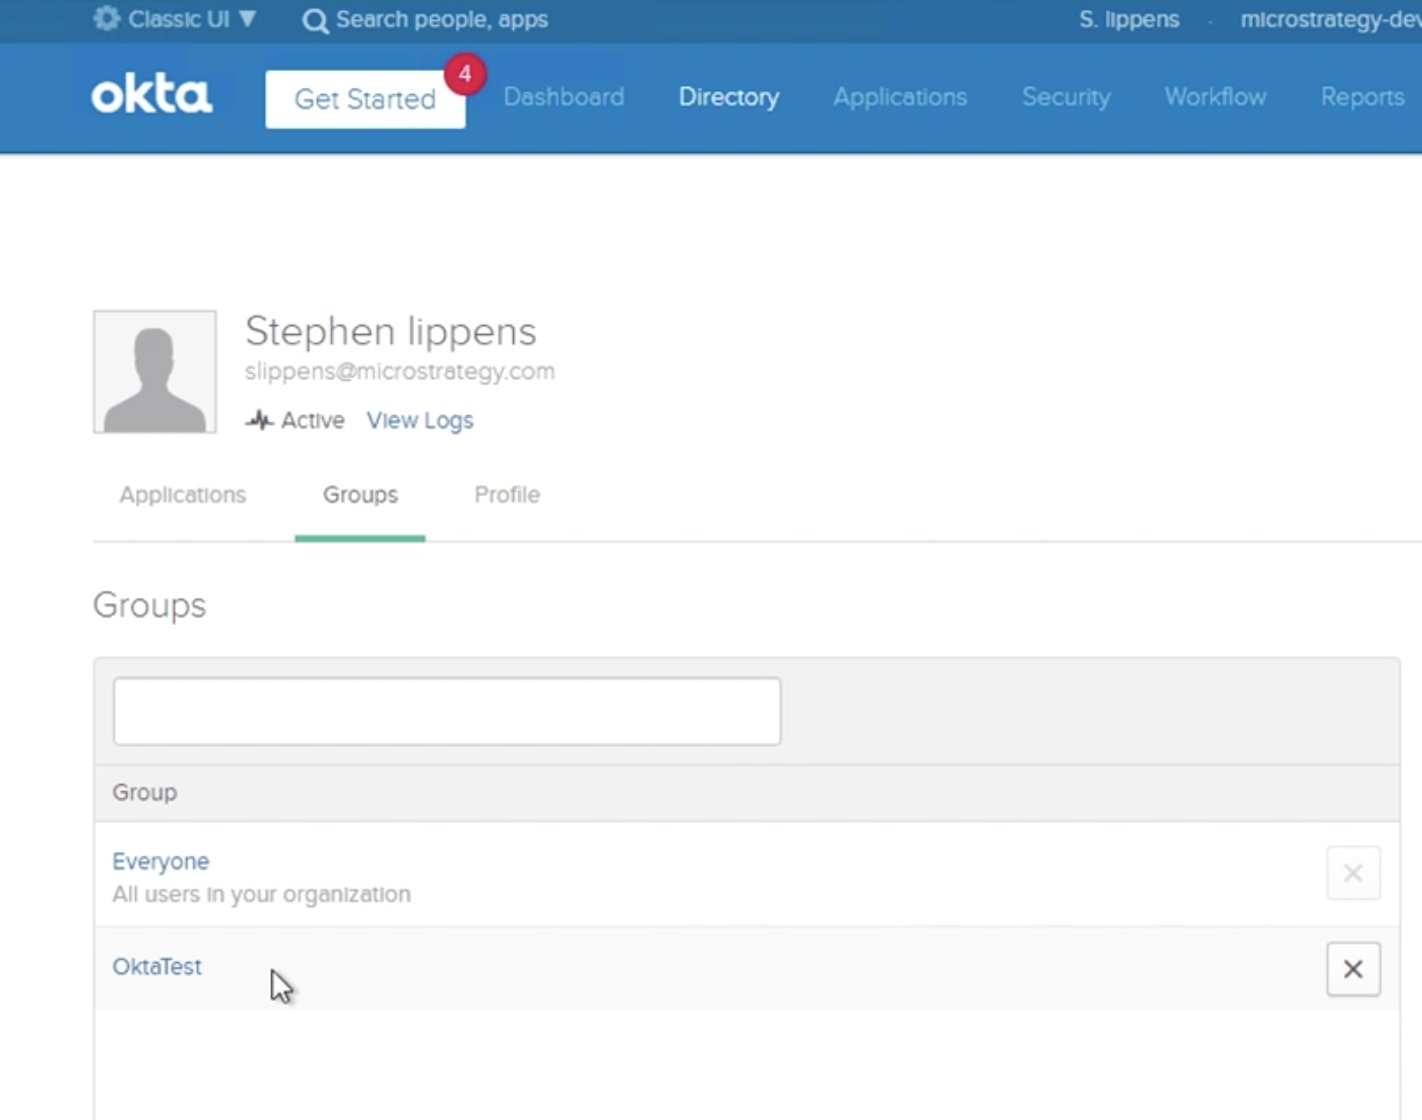 Classic UI ▼ Search people, apps S. lippens · microstrategy-dev
okta Get Started 4 Dashboard Directory Applications Security Workflow Reports
Stephen lippens
slippens@microstrategy.com
Active View Logs
Applications Groups Profile
Groups
Group
Everyone
All users in your organization
OktaTest